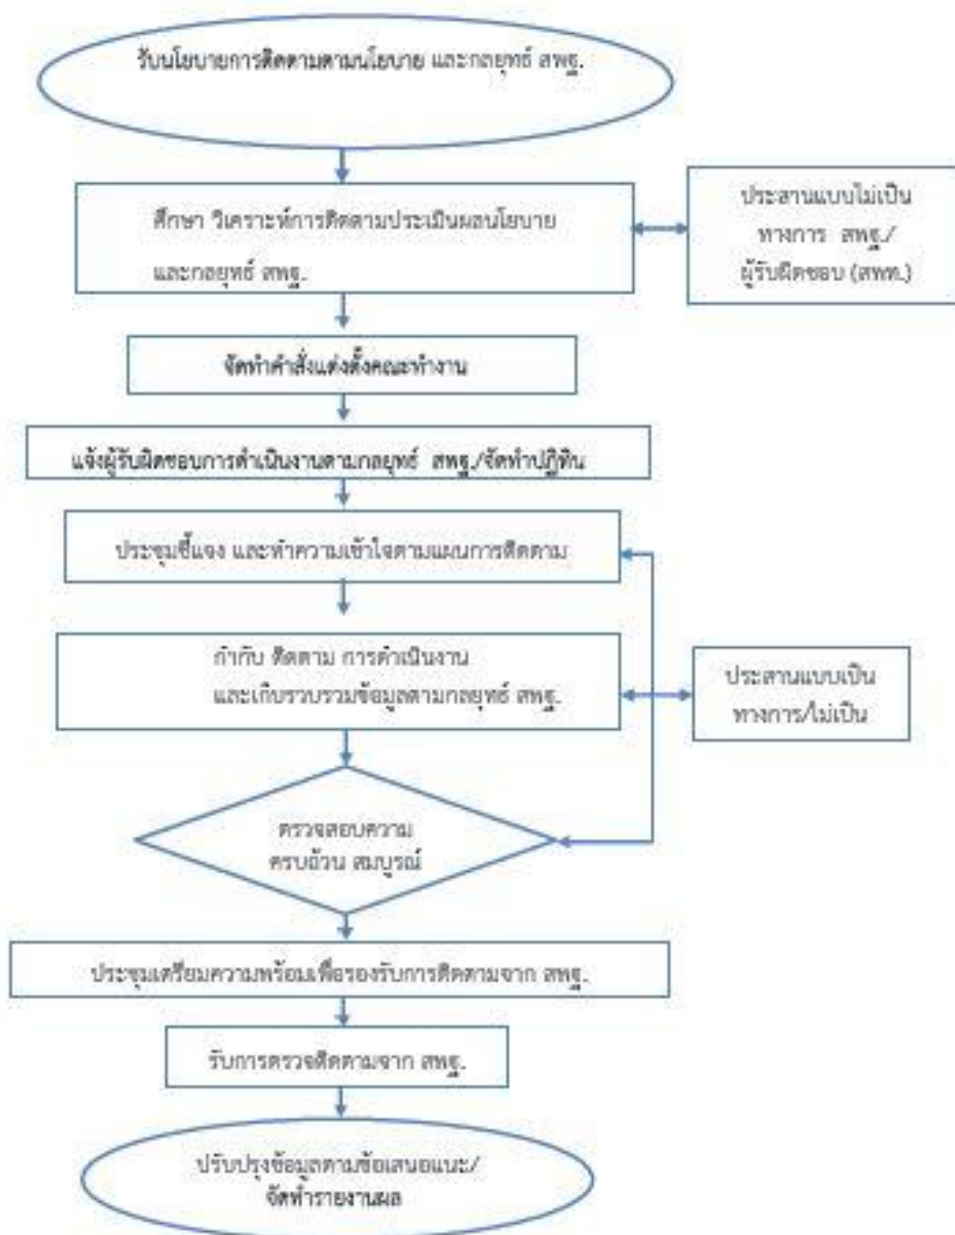 รับนโยบายการติดตามตามนโยบาย และกลยุทธ์ สพฐ.
ศึกษา วิเคราะห์การติดตามประเมินผลนโยบาย
และกลยุทธ์ สพฐ.
ประสานแบบไม่เป็น
ทางการ สพฐ./
ผู้รับผิดชอบ (สพท.)
จัดทำคำสั่งแต่งตั้งคณะทำงาน
แจ้งผู้รับผิดชอบการดำเนินงานตามกลยุทธ์ สพฐ./จัดทำปฏิทิน
ประชุมชี้แจง และทำความเข้าใจตามแผนการติดตาม
กำกับ ติดตาม การดำเนินงาน
และเก็บรวบรวมข้อมูลตามกลยุทธ์ สพฐ.
ประสานแบบเป็น
ทางการ/ไม่เป็น
ตรวจสอบความ
ครบถ้วน สมบูรณ์
ประชุมเตรียมความพร้อมเพื่อรองรับการติดตามจาก สพฐ.
รับการตรวจติดตามจาก สพฐ.
ปรับปรุงข้อมูลตามข้อเสนอแนะ/
จัดทำรายงานผล